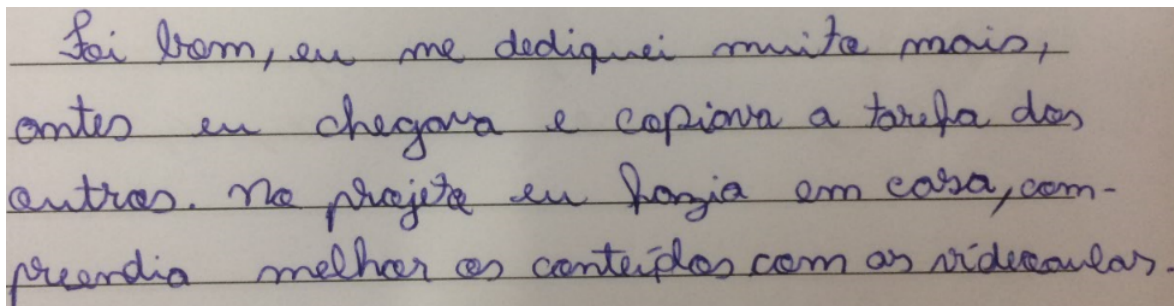 Foi bom, eu me dediquei muito mais,
antes eu chegava e copiava a tarefa dos
outros. No projeto eu fazia em casa, com-
preendia melhor os conteúdos com as videoaulas.